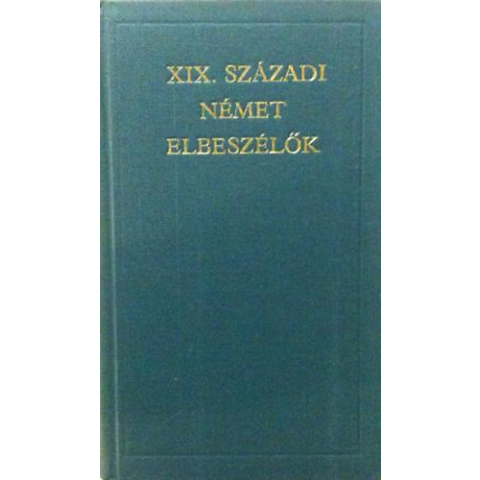 XIX. SZÁZADI
NÉMET
ELBESZÉLŐK